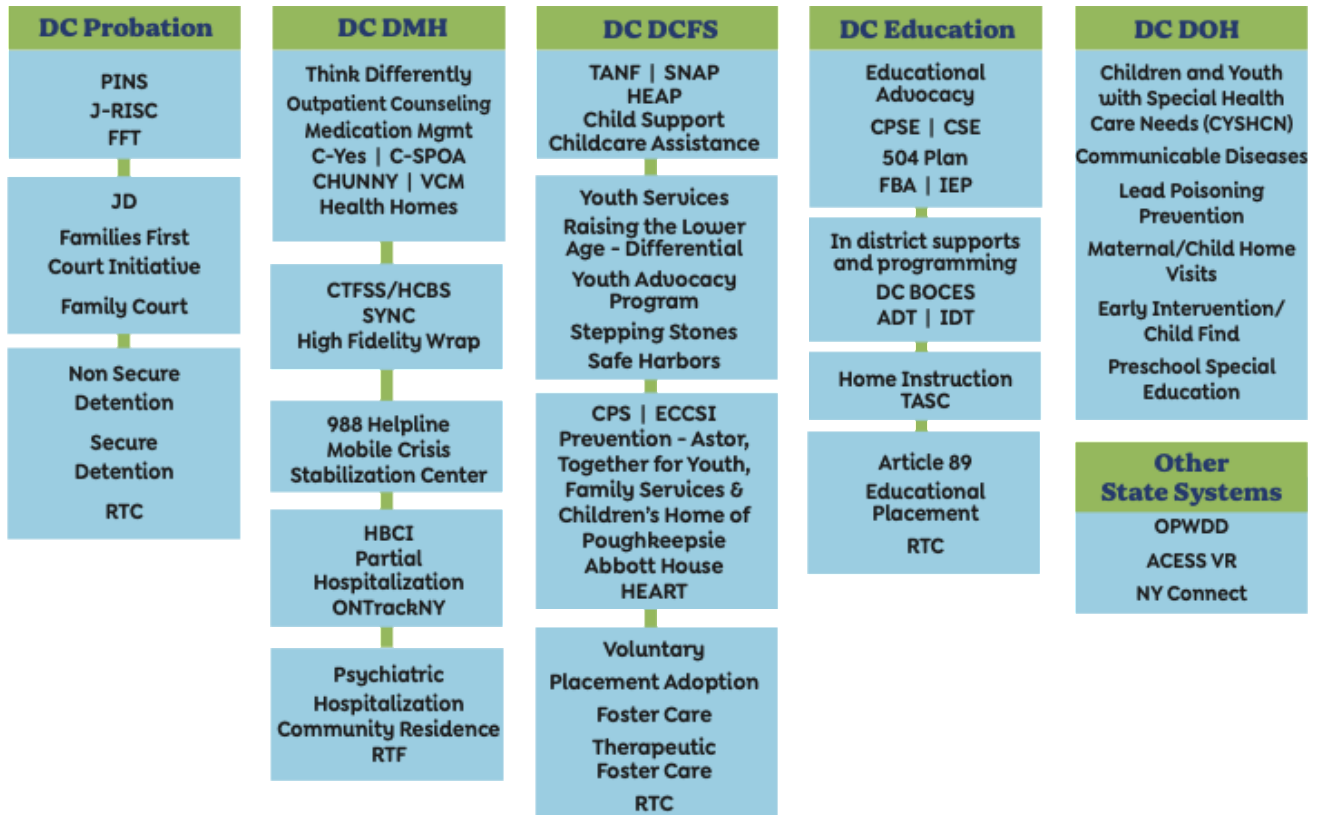 DC Probation
PINS
J-RISC
FFT
JD
Families First
Court Initiative
Family Court
Non Secure
Detention
Secure
Detention
RTC
DC DMH
Think Differently
Outpatient Counseling
Medication Mgmt
C-Yes | C-SPOA
CHUNNY | VCM
Health Homes
CTFSS/HCBS
SYNC
High Fidelity Wrap
988 Helpline
Mobile Crisis
Stabilization Center
HBCI
Partial
Hospitalization
ONTrackNY
Psychiatric
Hospitalization
Community Residence
RTF
DC DCFS
TANF | SNAP
HEAP
Child Support
Childcare Assistance
Youth Services
Raising the Lower
Age - Differential
Youth Advocacy
Program
Stepping Stones
Safe Harbors
CPS | ECCSI
Prevention - Astor,
Together for Youth,
Family Services &
Children's Home of
Poughkeepsie
Abbott House
HEART
Voluntary
Placement Adoption
Foster Care
Therapeutic
Foster Care
RTC
DC Education
Educational
Advocacy
CPSE | CSE
504 Plan
FBA | IEP
In district supports
and programming
DC BOCES
ADT | IDT
Home Instruction
TASC
Article 89
Educational
Placement
RTC
DC DOH
Children and Youth
with Special Health
Care Needs (CYSHCN)
Communicable Diseases
Lead Poisoning
Prevention
Maternal/Child Home
Visits
Early Intervention/
Child Find
Preschool Special
Education
Other
State Systems
OPWDD
ACESS VR
NY Connect